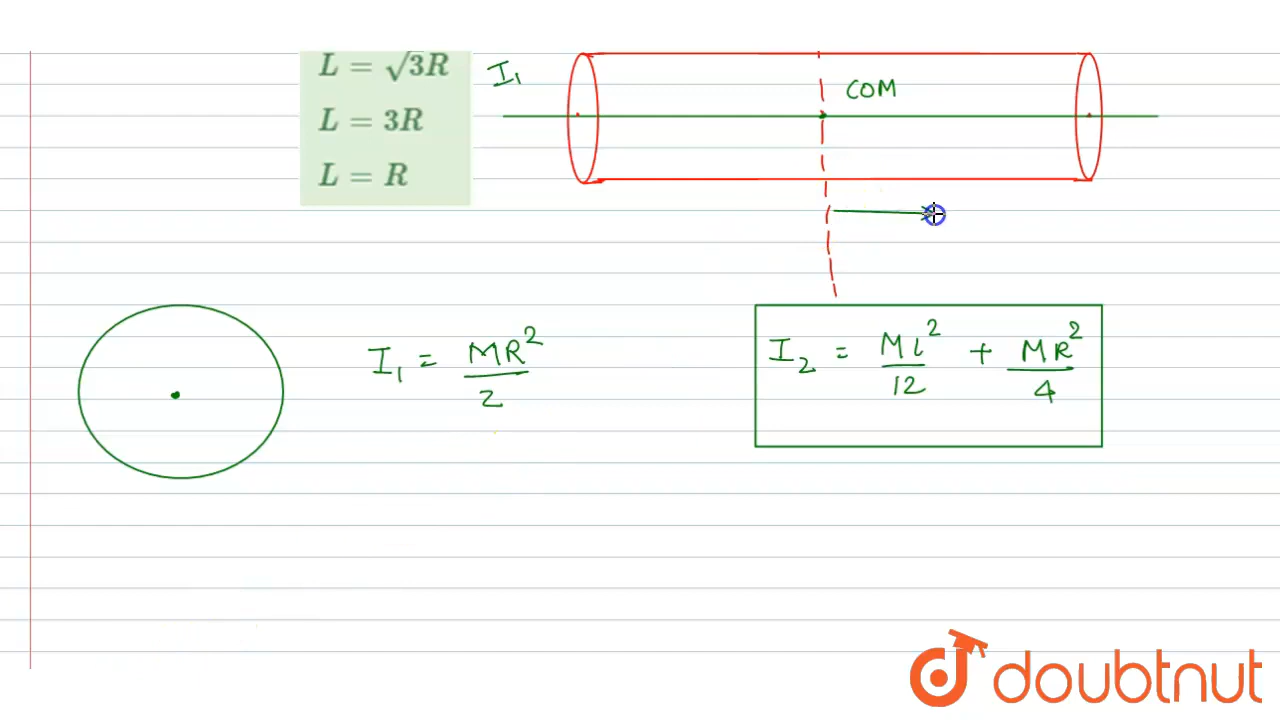 L = √3R
L = 3R
L = R
I₁
COM
I₁ = MR²/2
I₂ = Ml²/12 + MR²/4
doubtnut